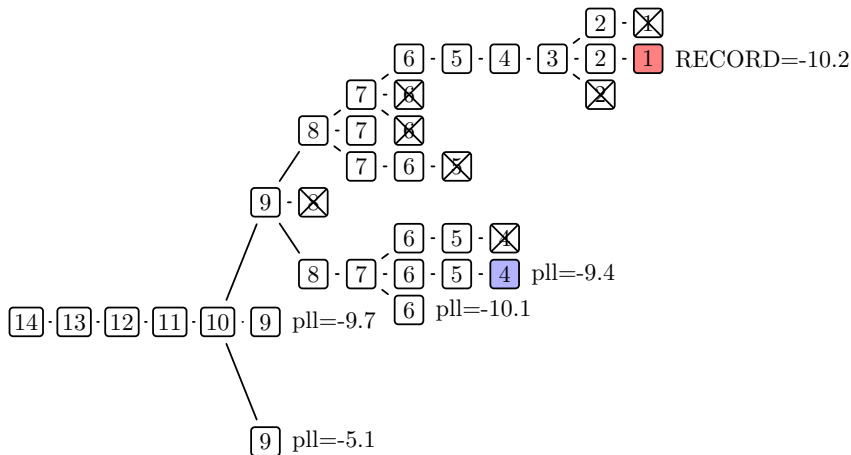 2 1
6 5 4 3 2 1 RECORD=-10.2
7 6 2
8 7 6
7 6 5
9 8
6 5 4
8 7 6 5 4 pll=-9.4
6 pll=-10.1
14 13 12 11 10 9 pll=-9.7
9 pll=-5.1